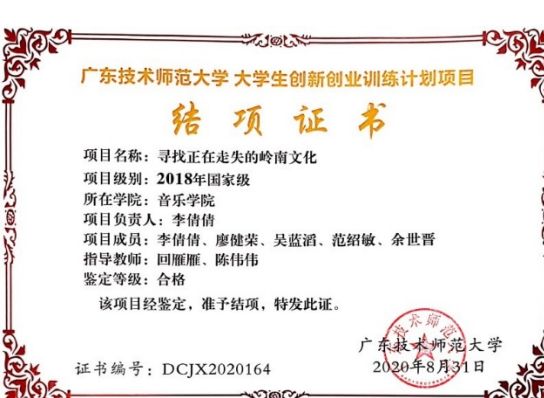 广东技术师范大学 大学生创新创业训练计划项目
结项证书
项目名称：寻找正在走失的岭南文化
项目级别：2018年国家级
所在学院：音乐学院
项目负责人：李倩倩
项目成员：李倩倩、廖健荣、吴蓝滔、范绍敏、余世晋
指导教师：回雁雁、陈伟伟
鉴定等级：合格
该项目经鉴定，准予结项，特发此证。
广东技术师范大学
证书编号：DCJX2020164
2020年8月31日